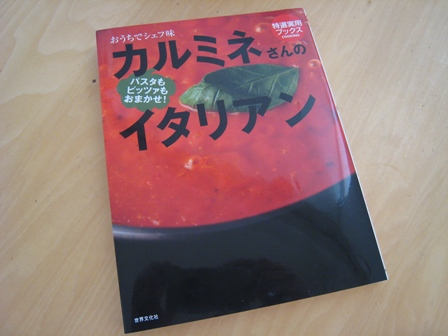 おうちでシェフ味
特選実用
ブックス
COOKING
カルミネさんの
パスタも
ピッツァも
おまかせ!
イタリアン
世界文化社